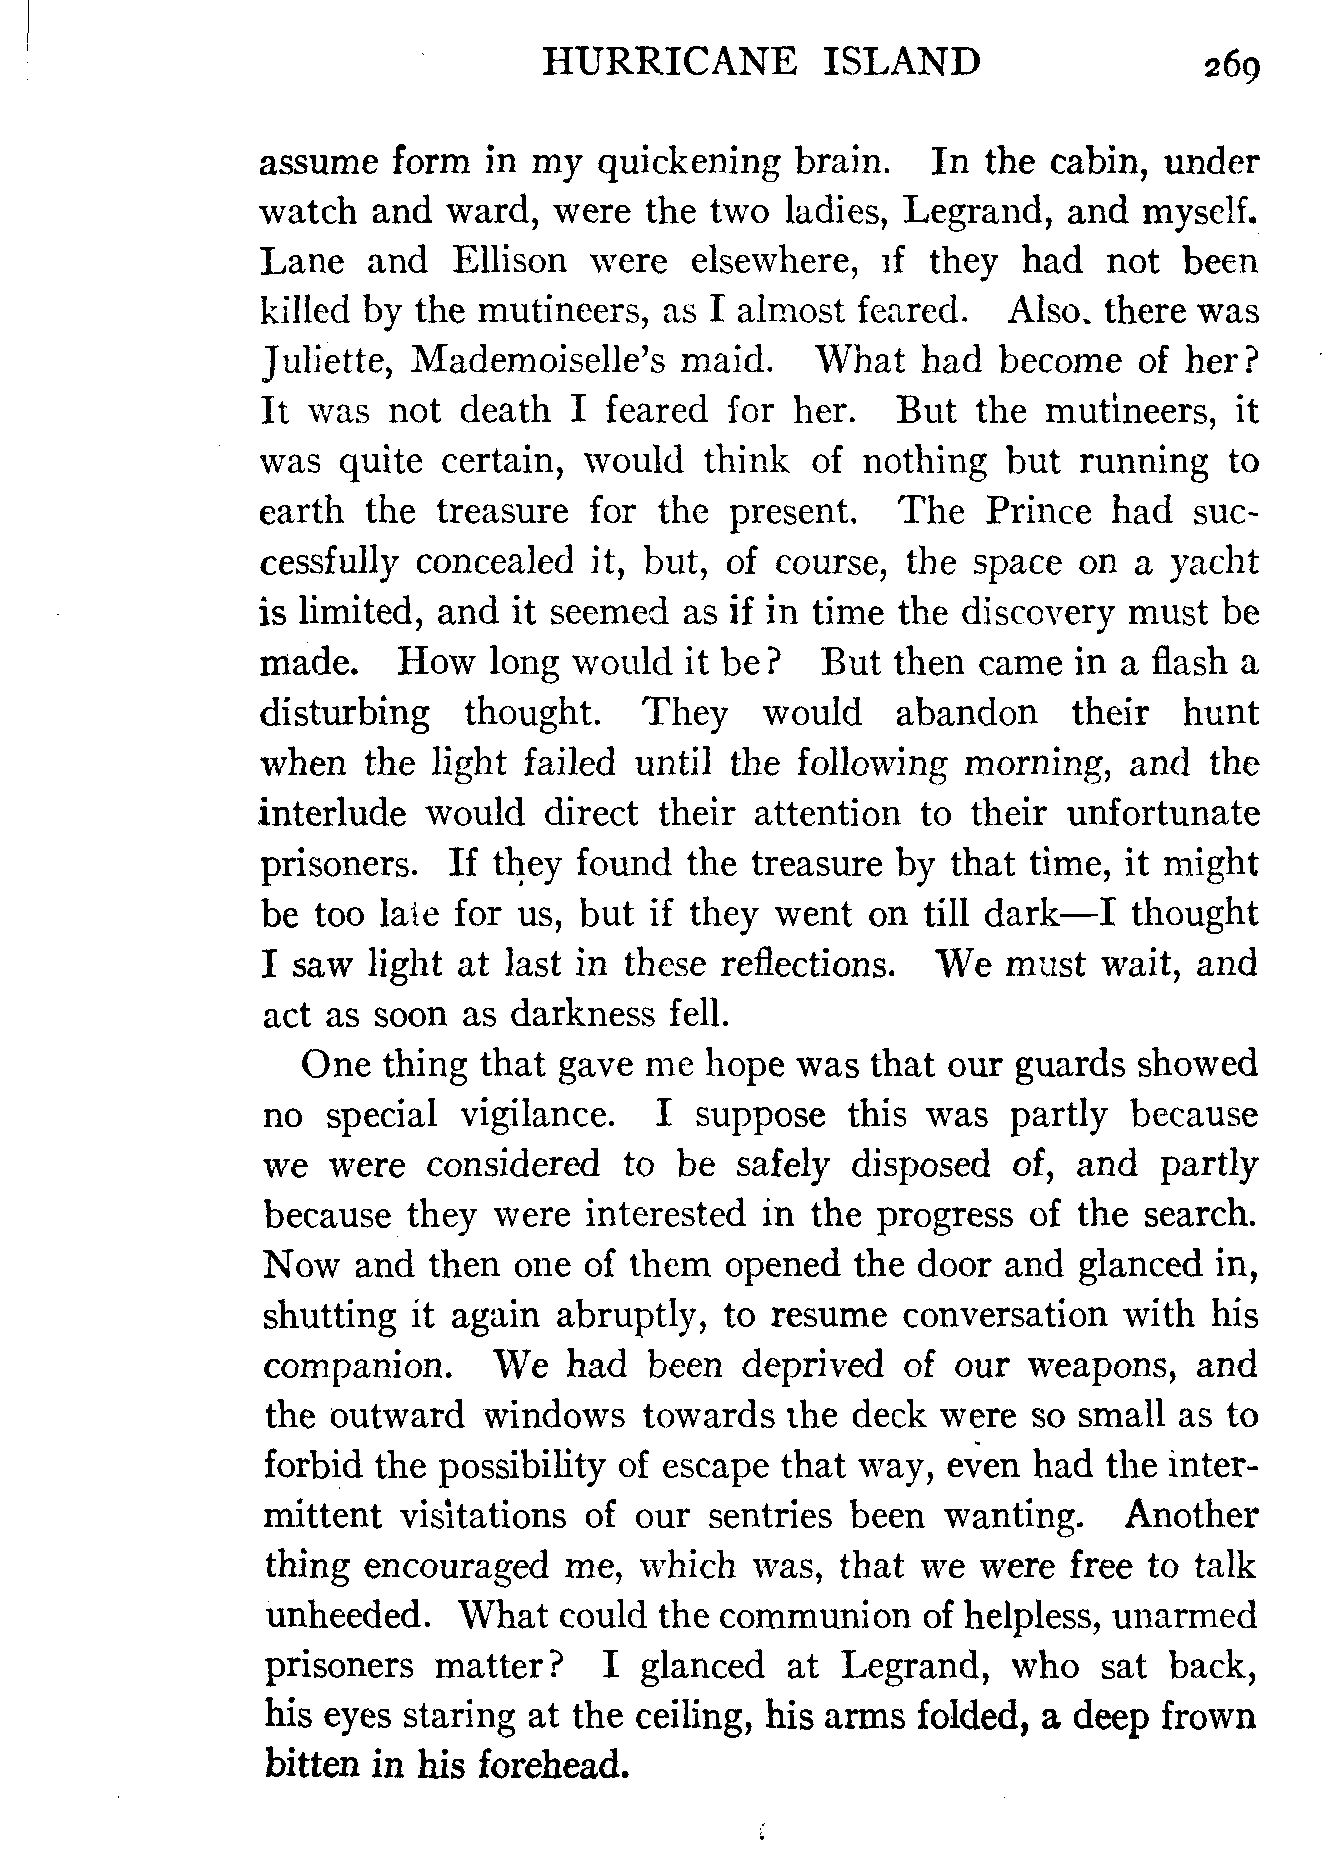 HURRICANE ISLAND 269
assume form in my quickening brain. In the cabin, under
watch and ward, were the two ladies, Legrand, and myself.
Lane and Ellison were elsewhere, if they had not been
killed by the mutineers, as I almost feared. Also, there was
Juliette, Mademoiselle's maid. What had become of her?
It was not death I feared for her. But the mutineers, it
was quite certain, would think of nothing but running to
earth the treasure for the present. The Prince had suc-
cessfully concealed it, but, of course, the space on a yacht
is limited, and it seemed as if in time the discovery must be
made. How long would it be? But then came in a flash a
disturbing thought. They would abandon their hunt
when the light failed until the following morning, and the
interlude would direct their attention to their unfortunate
prisoners. If they found the treasure by that time, it might
be too late for us, but if they went on till dark—I thought
I saw light at last in these reflections. We must wait, and
act as soon as darkness fell.
One thing that gave me hope was that our guards showed
no special vigilance. I suppose this was partly because
we were considered to be safely disposed of, and partly
because they were interested in the progress of the search.
Now and then one of them opened the door and glanced in,
shutting it again abruptly, to resume conversation with his
companion. We had been deprived of our weapons, and
the outward windows towards the deck were so small as to
forbid the possibility of escape that way, even had the inter-
mittent visitations of our sentries been wanting. Another
thing encouraged me, which was, that we were free to talk
unheeded. What could the communion of helpless, unarmed
prisoners matter? I glanced at Legrand, who sat back,
his eyes staring at the ceiling, his arms folded, a deep frown
bitten in his forehead.